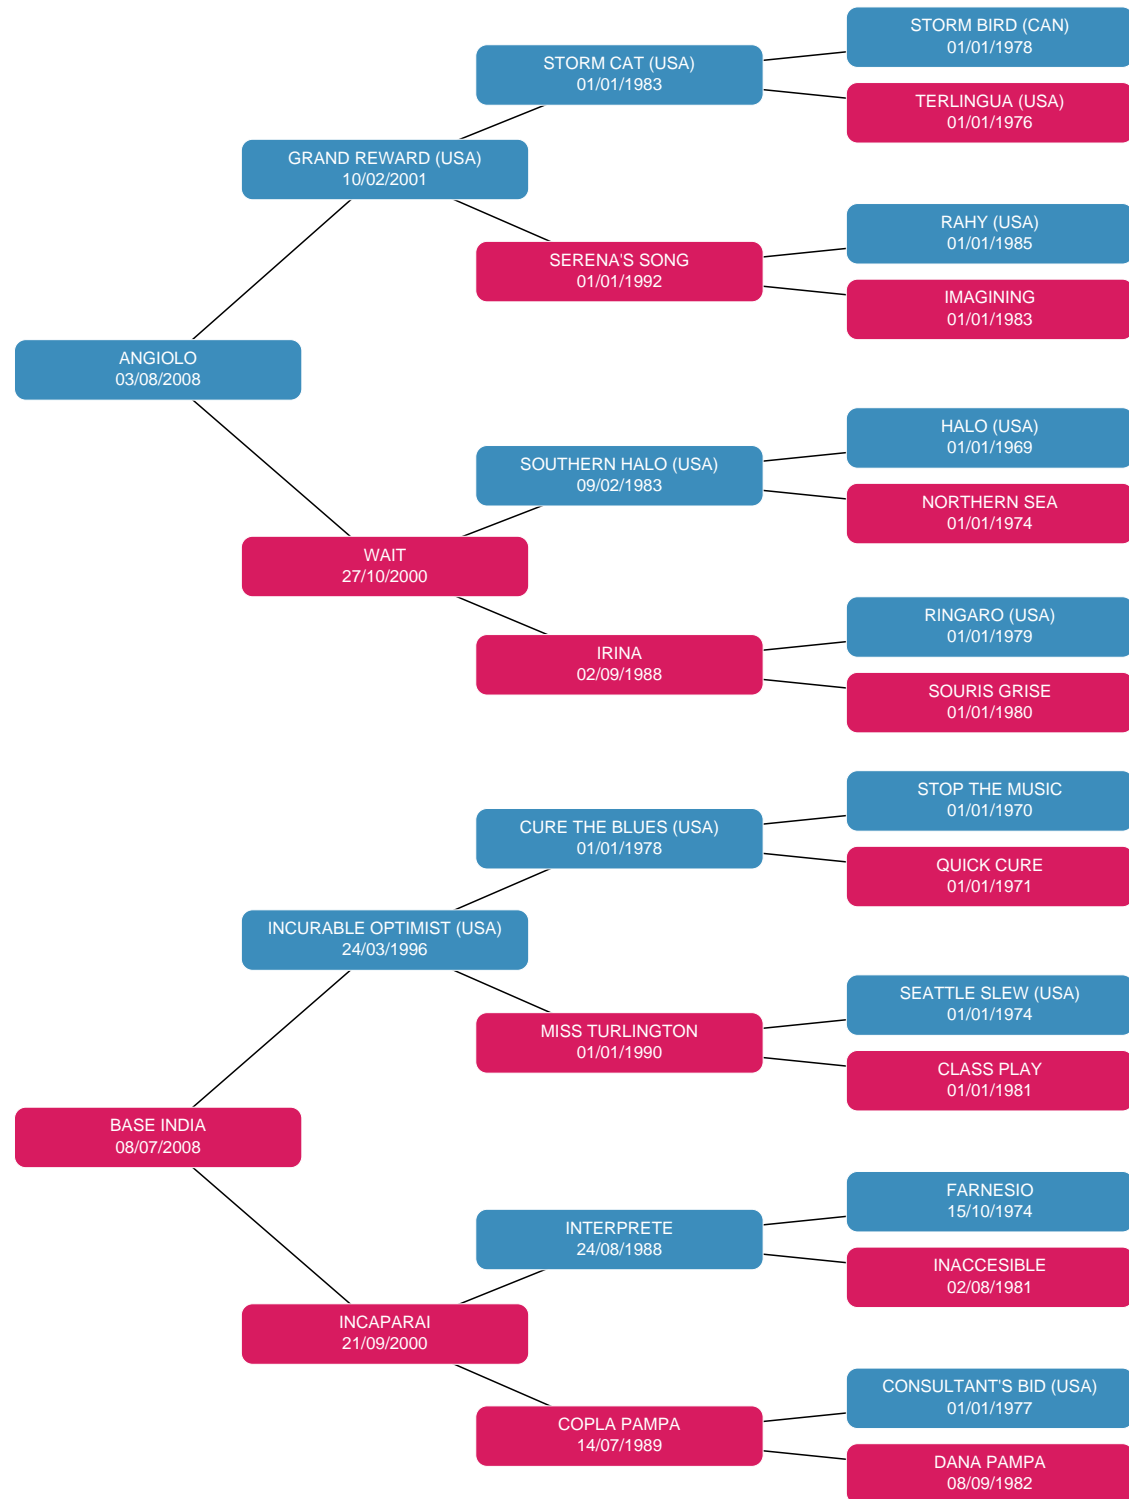 STORM BIRD (CAN)
01/01/1978
STORM CAT (USA)
01/01/1983
TERLINGUA (USA)
01/01/1976
GRAND REWARD (USA)
10/02/2001
RAHY (USA)
01/01/1985
SERENA'S SONG
01/01/1992
IMAGINING
01/01/1983
ANGIOLO
03/08/2008
HALO (USA)
01/01/1969
SOUTHERN HALO (USA)
09/02/1983
NORTHERN SEA
01/01/1974
WAIT
27/10/2000
RINGARO (USA)
01/01/1979
IRINA
02/09/1988
SOURIS GRISE
01/01/1980
STOP THE MUSIC
01/01/1970
CURE THE BLUES (USA)
01/01/1978
QUICK CURE
01/01/1971
INCURABLE OPTIMIST (USA)
24/03/1996
SEATTLE SLEW (USA)
01/01/1974
MISS TURLINGTON
01/01/1990
CLASS PLAY
01/01/1981
BASE INDIA
08/07/2008
FARNESIO
15/10/1974
INTERPRETE
24/08/1988
INACCESIBLE
02/08/1981
INCAPARAI
21/09/2000
CONSULTANT'S BID (USA)
01/01/1977
COPLA PAMPA
14/07/1989
DANA PAMPA
08/09/1982